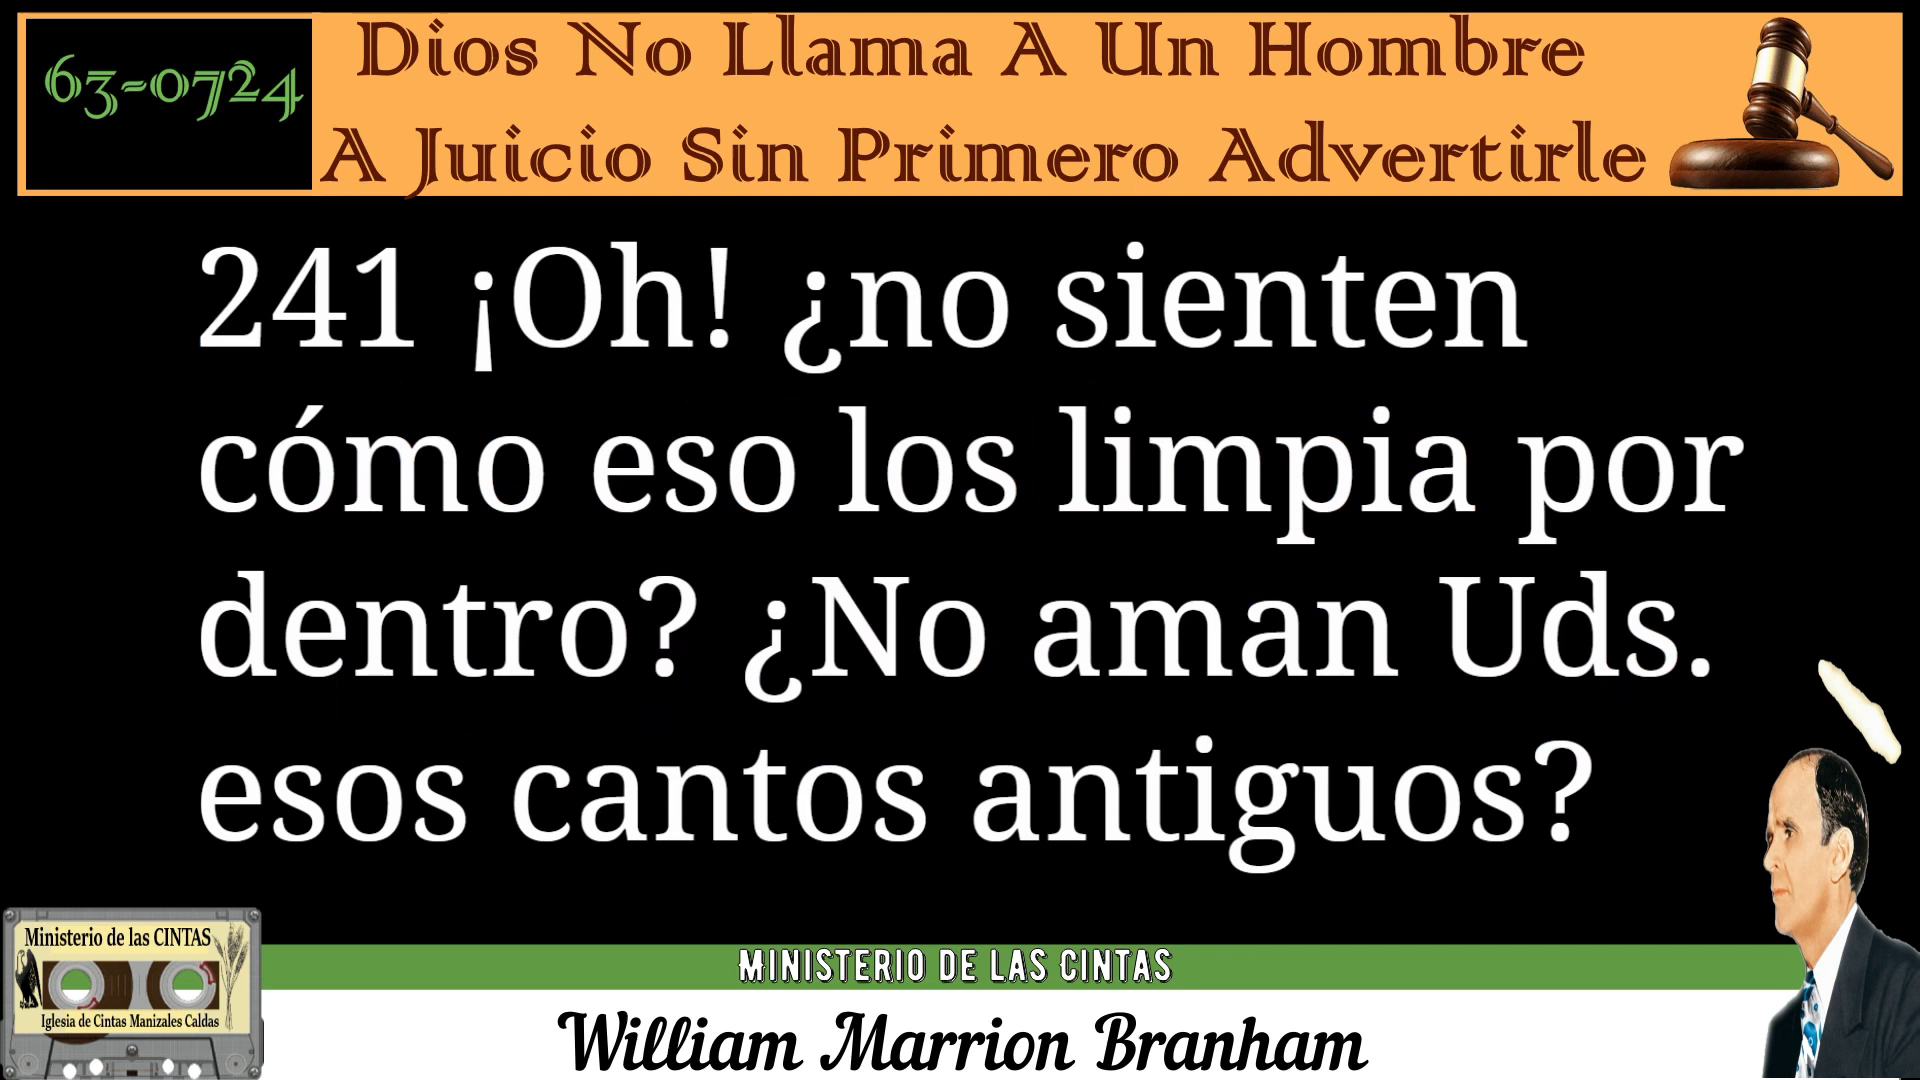 63-0724
Dios No Llama A Un Hombre
A Juicio Sin Primero Advertirle
241 ¡Oh! ¿no sienten
cómo eso los limpia por
dentro? ¿No aman Uds.
esos cantos antiguos?
Ministerio de las CINTAS
Iglesia de Cintas Manizales Caldas
MINISTERIO DE LAS CINTAS
William Marrion Branham